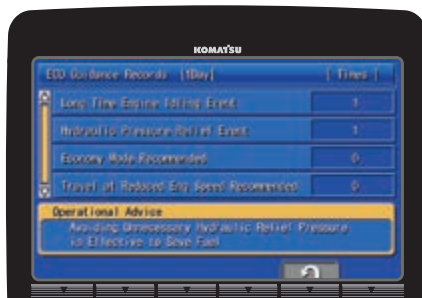 KOMATSU
ECO Guidance Records [1Day] [ Times ]
Long Time Engine Idling Event 1
Hydraulic Pressure Relief Event 1
Economy Mode Recommended 0
Travel at Reduced Eng Speed Recommended 0
Operational Advice
Avoiding Unnecessary Hydraulic Relief Pressure
is Effective to Save Fuel